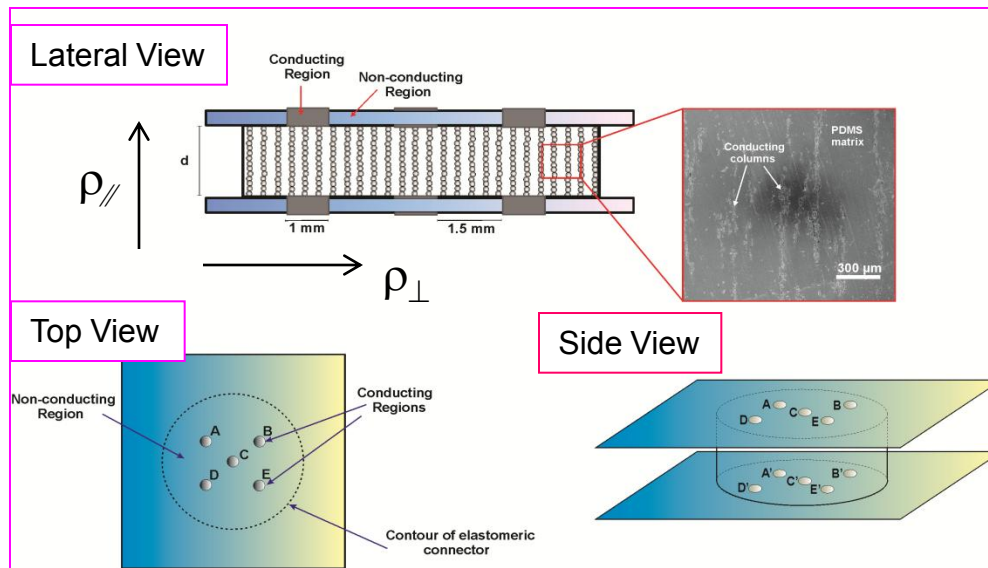 Lateral View
Conducting
Region
Non-conducting
Region
d
ρ//
1 mm
1.5 mm
ρ⊥
PDMS
matrix
Conducting
columns
300 µm
Top View
Non-conducting
Region
Conducting
Regions
A
B
C
D
E
Contour of elastomeric
connector
Side View
A
B
C
D
E
A'
B'
C'
D'
E'